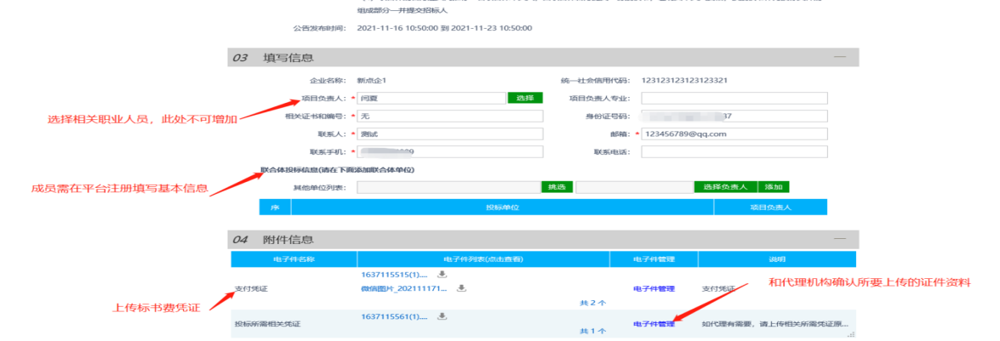 组成部分一并提交招标人
公告发布时间: 2021-11-16 10:50:00 到 2021-11-23 10:50:00
03 填写信息
企业名称: 新点企1 统一社会信用代码: 123123123123123321
项目负责人: * 闫夏 选择 项目负责人专业:
选择相关职业人员，此处不可增加
相关证书和编号: * 无 身份证号码: 37
联系人: * 测试 邮箱: * 123456789@qq.com
联系手机: * 联系电话:
联合体投标信息(请在下面添加联合体单位)
成员需在平台注册填写基本信息
其他单位列表: 挑选 选择负责人 添加
序 投标单位 项目负责人
04 附件信息
电子件名称 电子件列表(点击查看) 电子件管理 说明
1637115515(1)....
支付凭证 微信图片_202111171... 电子件管理 支付凭证
和代理机构确认所要上传的证件资料
共 2 个
上传标书费凭证
1637115561(1)....
投标所需相关凭证 电子件管理 如代理有需要，请上传相关所需凭证原...
共 1 个